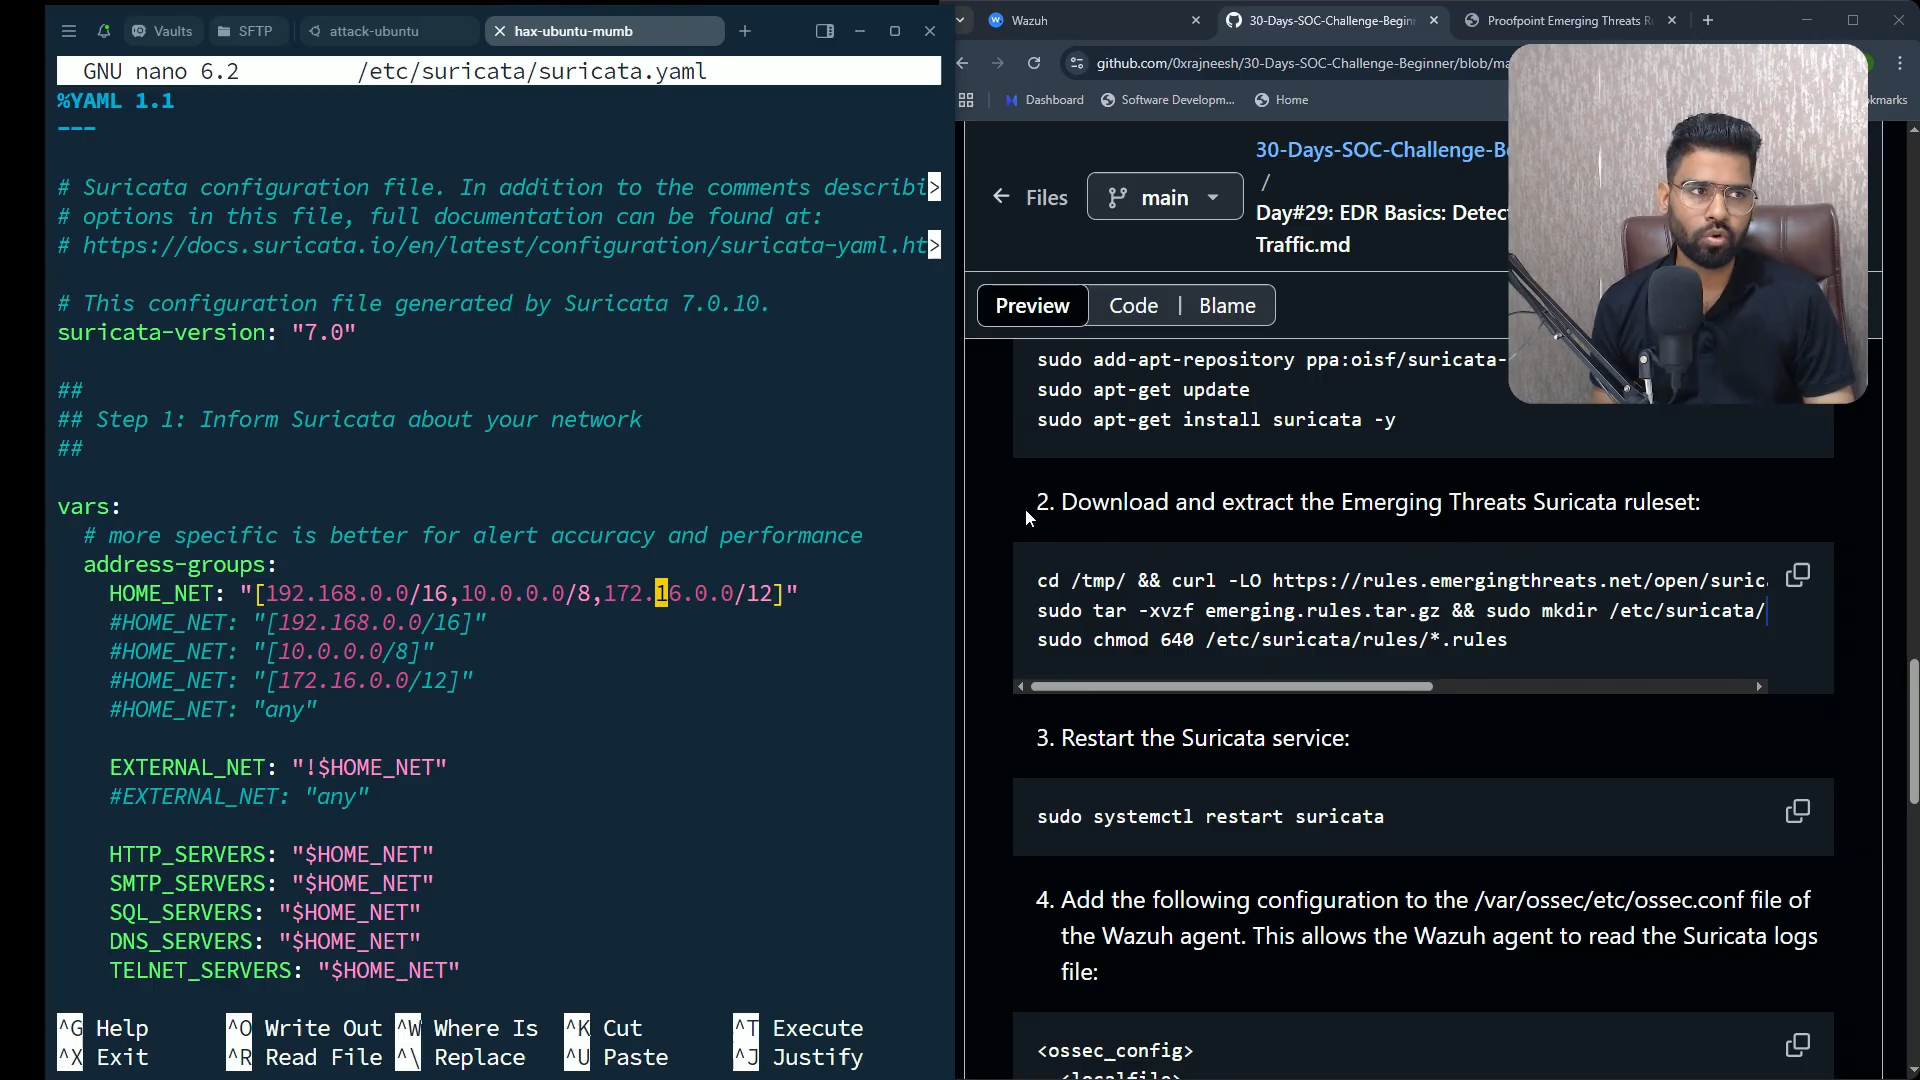 Vaults
SFTP
attack-ubuntu
hax-ubuntu-mumb
GNU nano 6.2 /etc/suricata/suricata.yaml
%YAML 1.1
---
# Suricata configuration file. In addition to the comments describi>
# options in this file, full documentation can be found at:
# https://docs.suricata.io/en/latest/configuration/suricata-yaml.ht>
# This configuration file generated by Suricata 7.0.10.
suricata-version: "7.0"
##
## Step 1: Inform Suricata about your network
##
vars:
# more specific is better for alert accuracy and performance
address-groups:
HOME_NET: "[192.168.0.0/16,10.0.0.0/8,172.16.0.0/12]"
#HOME_NET: "[192.168.0.0/16]"
#HOME_NET: "[10.0.0.0/8]"
#HOME_NET: "[172.16.0.0/12]"
#HOME_NET: "any"
EXTERNAL_NET: "!$HOME_NET"
#EXTERNAL_NET: "any"
HTTP_SERVERS: "$HOME_NET"
SMTP_SERVERS: "$HOME_NET"
SQL_SERVERS: "$HOME_NET"
DNS_SERVERS: "$HOME_NET"
TELNET_SERVERS: "$HOME_NET"
^G Help ^O Write Out ^W Where Is ^K Cut ^T Execute
^X Exit ^R Read File ^\ Replace ^U Paste ^J Justify
Wazuh
30-Days-SOC-Challenge-Beginn
Proofpoint Emerging Threats Ru
github.com/0xrajneesh/30-Days-SOC-Challenge-Beginner/blob/ma
Dashboard
Software Developm...
Home
kmarks
30-Days-SOC-Challenge-B
/
Files
main
Day#29: EDR Basics: Detec
Traffic.md
Preview
Code
Blame
sudo add-apt-repository ppa:oisf/suricata-
sudo apt-get update
sudo apt-get install suricata -y
2. Download and extract the Emerging Threats Suricata ruleset:
cd /tmp/ && curl -LO https://rules.emergingthreats.net/open/suric
sudo tar -xvzf emerging.rules.tar.gz && sudo mkdir /etc/suricata/
sudo chmod 640 /etc/suricata/rules/*.rules
3. Restart the Suricata service:
sudo systemctl restart suricata
4. Add the following configuration to the /var/ossec/etc/ossec.conf file of
the Wazuh agent. This allows the Wazuh agent to read the Suricata logs
file:
<ossec_config>
<localfile>